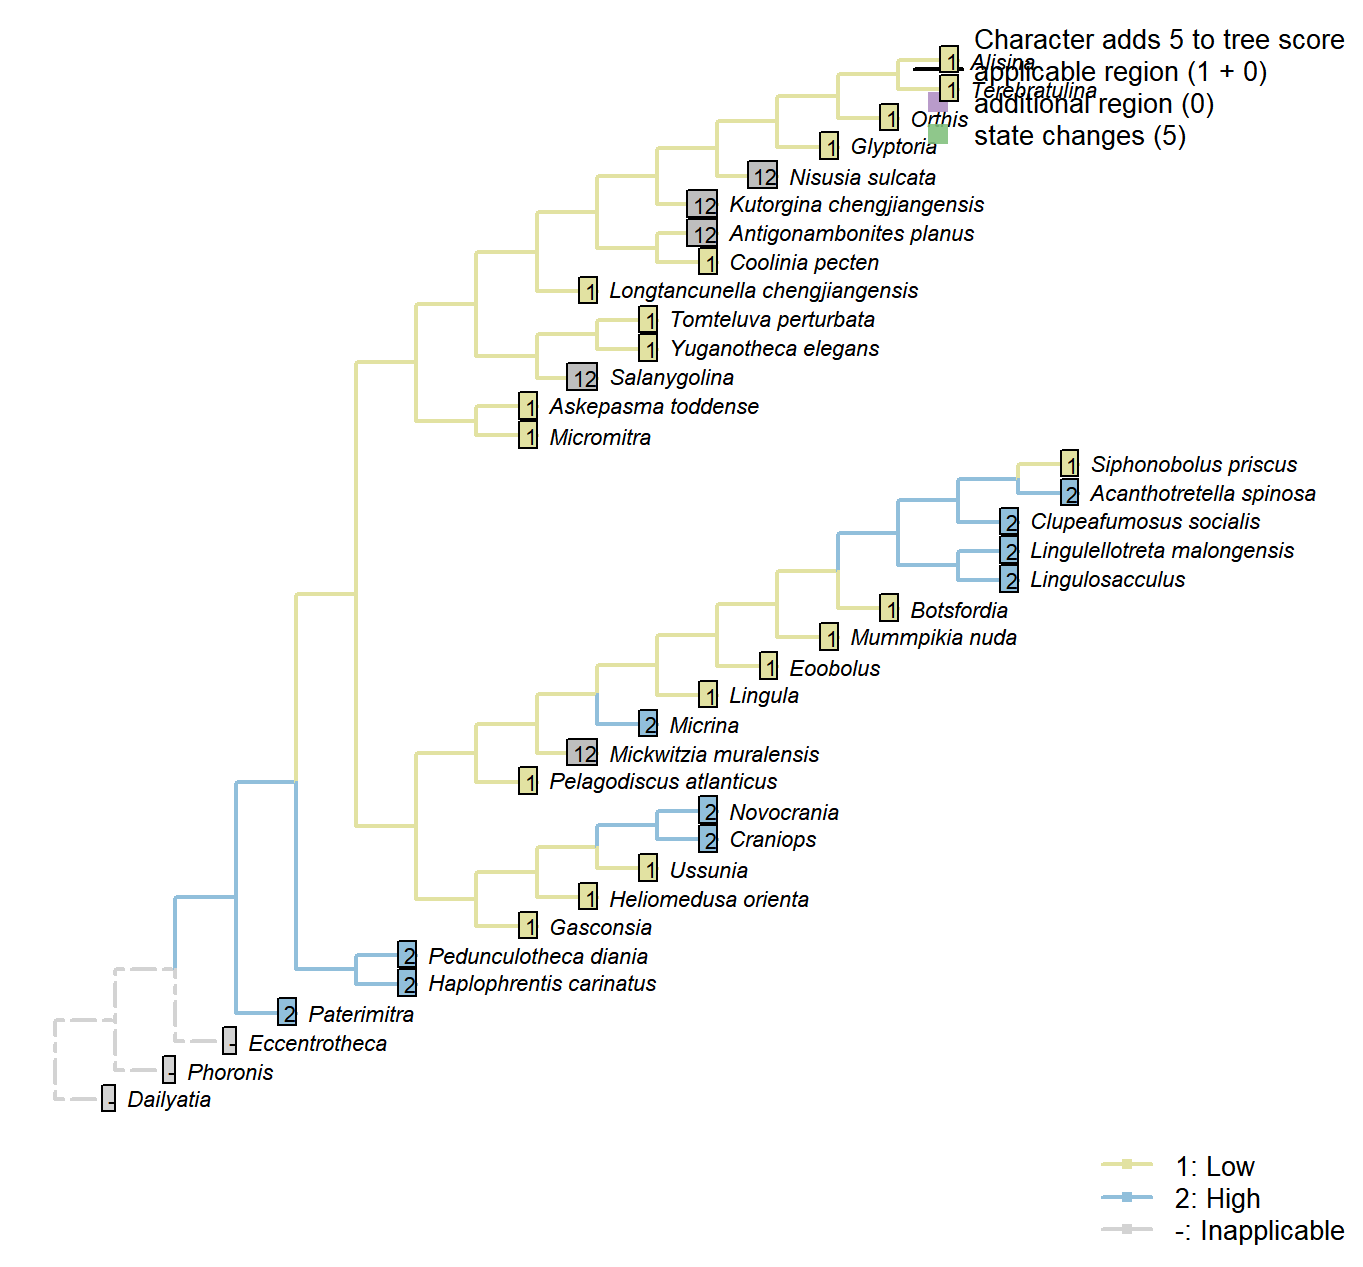 Character adds 5 to tree score
1 Alisina
applicable region (1 + 0)
1 Terebratulina
additional region (0)
1 Orthis
state changes (5)
1 Glyptoria
12 Nisusia sulcata
12 Kutorgina chengjiangensis
12 Antigonambonites planus
1 Coolinia pecten
1 Longtancunella chengjiangensis
1 Tomteluva perturbata
1 Yuganotheca elegans
12 Salanygolina
1 Askepasma toddense
1 Micromitra
1 Siphonobolus priscus
2 Acanthotretella spinosa
2 Clupeafumosus socialis
2 Lingulellotreta malongensis
2 Lingulosacculus
1 Botsfordia
1 Mummpikia nuda
1 Eoobolus
1 Lingula
2 Micrina
12 Mickwitzia muralensis
1 Pelagodiscus atlanticus
2 Novocrania
2 Craniops
1 Ussunia
1 Heliomedusa orienta
1 Gasconsia
2 Pedunculotheca diania
2 Haplophrentis carinatus
2 Paterimitra
- Eccentrotheca
- Phoronis
- Dailyatia
1: Low
2: High
-: Inapplicable